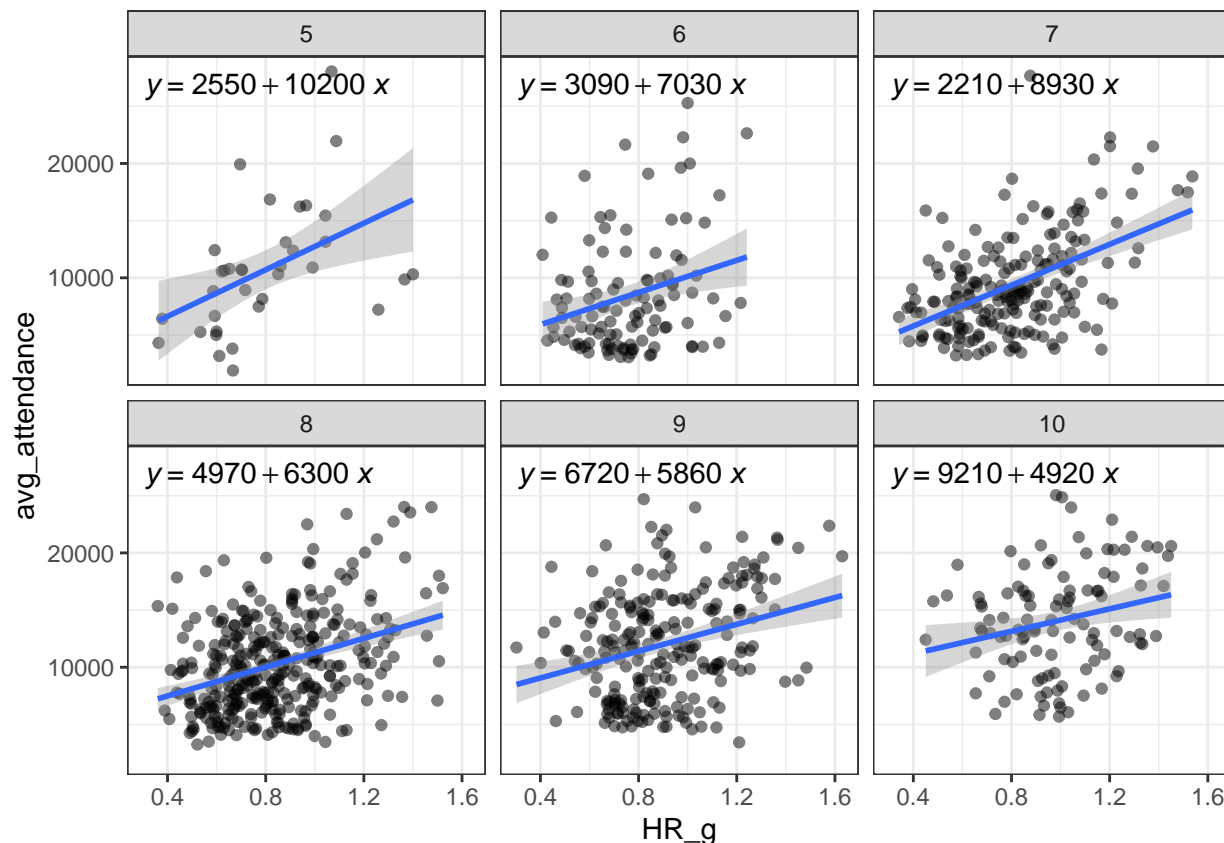 5 6 7
y = 2550 + 10200 x y = 3090 + 7030 x y = 2210 + 8930 x
20000
10000
8 9 10
y = 4970 + 6300 x y = 6720 + 5860 x y = 9210 + 4920 x
20000
10000
0.4 0.8 1.2 1.6 0.4 0.8 1.2 1.6 0.4 0.8 1.2 1.6
HR_g
avg_attendance